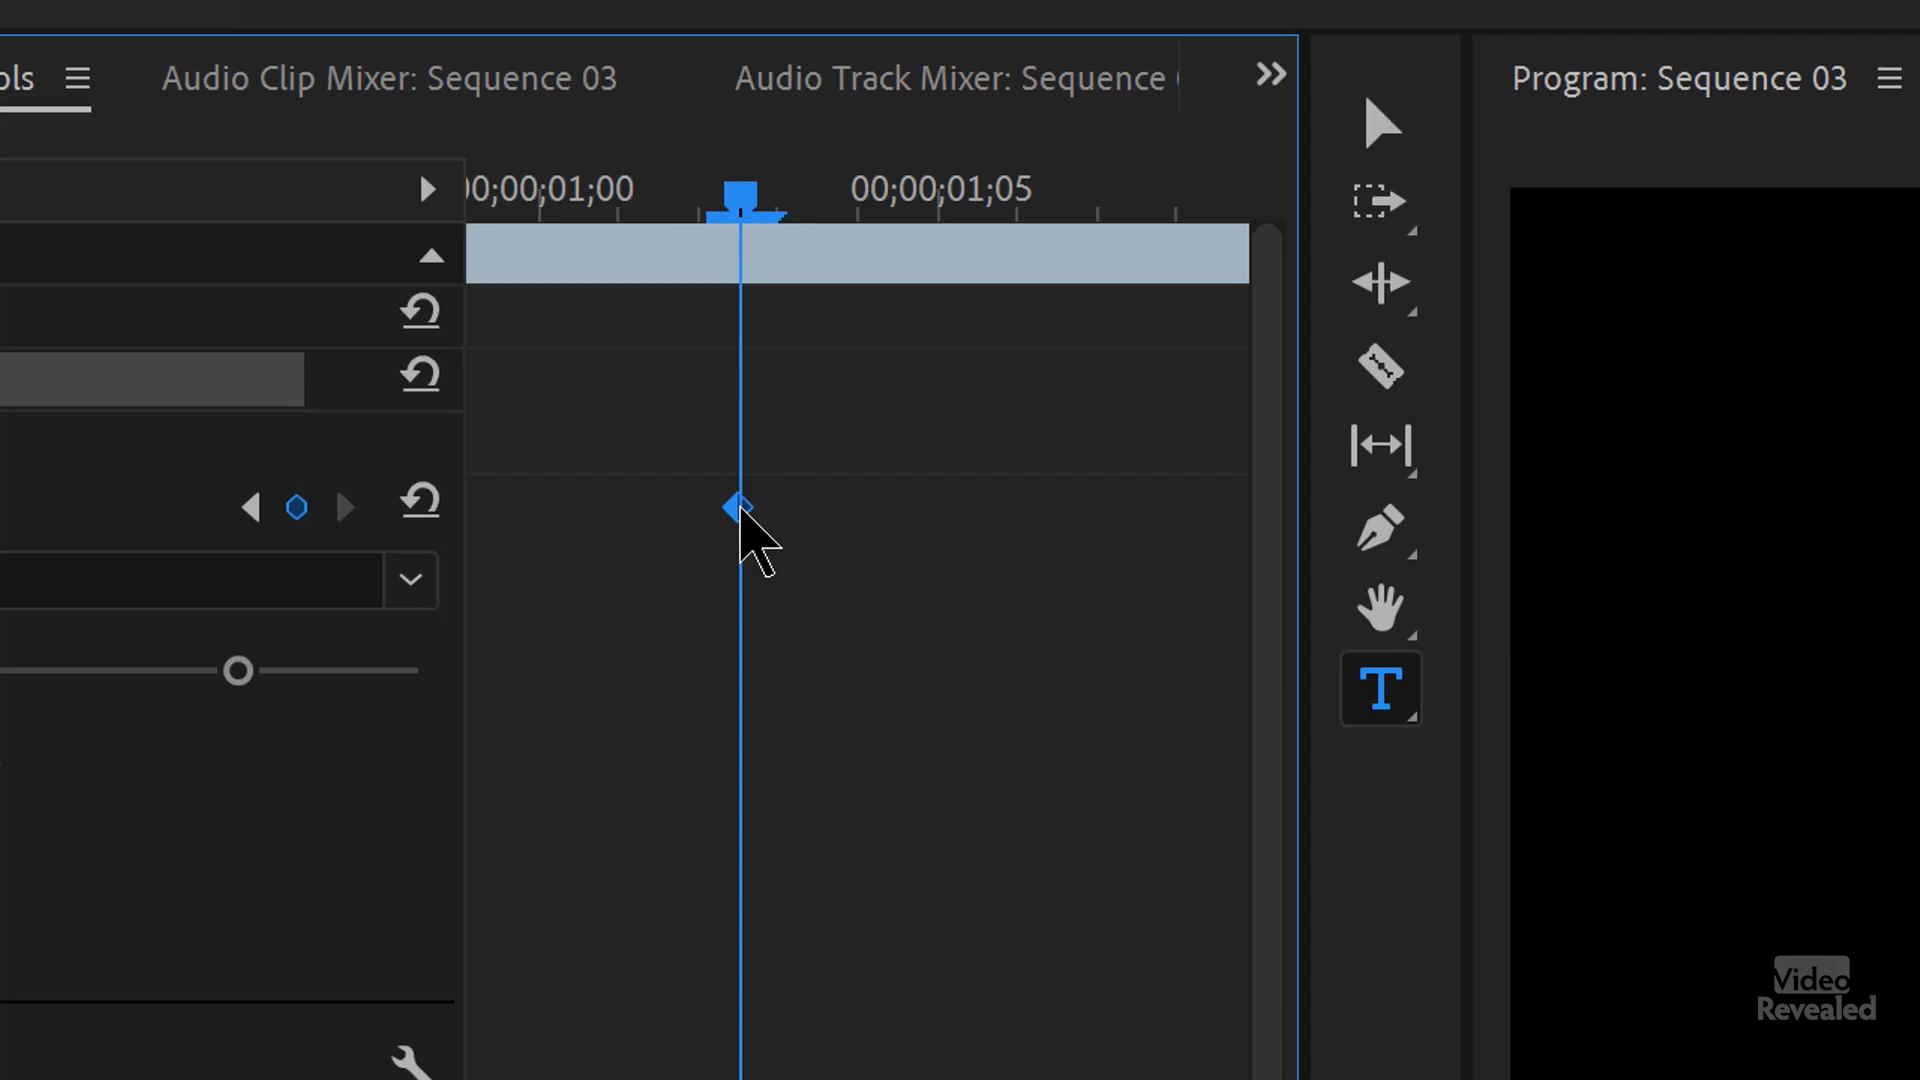 ols
Audio Clip Mixer: Sequence 03
Audio Track Mixer: Sequence
Program: Sequence 03
00;00;01;00
00;00;01;05
T
Video
Revealed